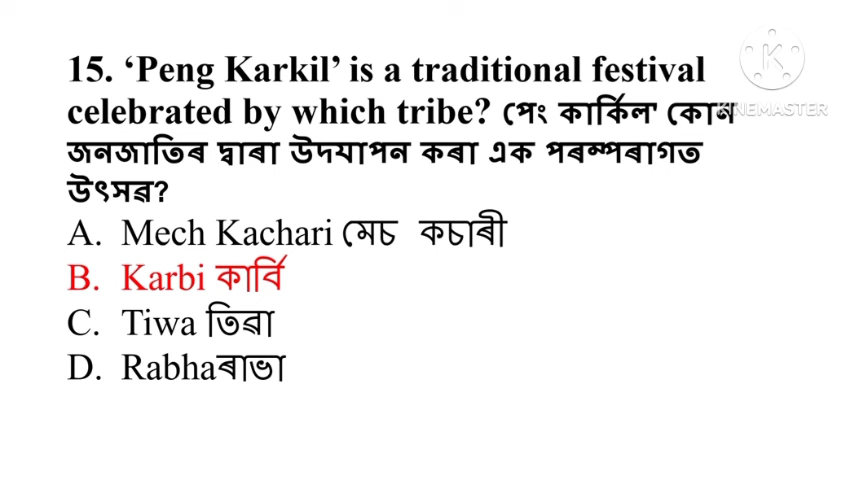 15. ‘Peng Karkil’ is a traditional festival
celebrated by which tribe? পেং কাৰ্কিল' কোন
জনজাতিৰ দ্বাৰা উদযাপন কৰা এক পৰম্পৰাগত
উৎসৱ?
A. Mech Kachari মেচ কচাৰী
B. Karbi কাৰ্বি
C. Tiwa তিৱা
D. Rabhaৰাভা
K
KINEMASTER